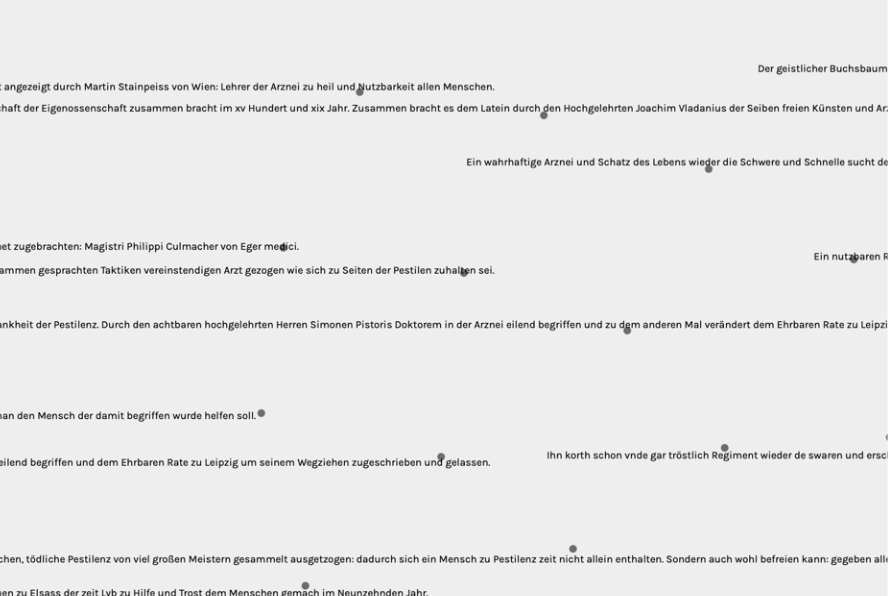 Der geistlicher Buchsbaum
angezeigt durch Martin Stainpeiss von Wien: Lehrer der Arznei zu heil und Nutzbarkeit allen Menschen.
chaft der Eigenossenschaft zusammen bracht im xv Hundert und xix Jahr. Zusammen bracht es dem Latein durch den Hochgelehrten Joachim Vladanius der Seiben freien Künsten und Ar
Ein wahrhaftige Arznei und Schatz des Lebens wieder die Schwere und Schnelle sucht de
et zugebrachten: Magistri Philippi Culmacher von Eger medici.
Ein nutzbaren R
ammen gesprachten Taktiken vereinstendigen Arzt gezogen wie sich zu Seiten der Pestilen zuhalten sei.
ankheit der Pestilenz. Durch den achtbaren hochgelehrten Herren Simonen Pistoris Doktorem in der Arznei eilend begriffen und zu dem anderen Mal verändert dem Ehrbaren Rate zu Leipzi
an den Mensch der damit begriffen wurde helfen soll.
Ihn korth schon vnde gar tröstlich Regiment wieder de swaren und ersc
eilend begriffen und dem Ehrbaren Rate zu Leipzig um seinem Wegziehen zugeschrieben und gelassen.
chen, tödliche Pestilenz von viel großen Meistern gesammelt ausgetzogen: dadurch sich ein Mensch zu Pestilenz zeit nicht allein enthalten. Sondern auch wohl befreien kann: gegeben all
en zu Elsass der zeit Lyb zu Hilfe und Trost dem Menschen gemach im Neunzehnden Jahr.